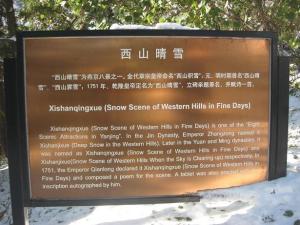 西山晴雪
"西山晴雪"为燕京八景之一。金代章宗皇帝命名"西山积雪"，元、明时期易名"西山晴雪"、"西山霁雪"，1751年，乾隆皇帝定名为"西山晴雪"，立碑亲题签名，并赋诗一首。
Xishanqingxue (Snow Scene of Western Hills in Fine Days)
Xishanqingxue (Snow Scene of Western Hills in Fine Days) is one of the "Eight
Scenic Attractions in Yanjing". In the Jin Dynasty, Emperor Zhangzong named it
Xishanjixue (Deep Snow in the Western Hills). Later in the Yuan and Ming dynasties, it
was named as Xishanqingxue (Snow Scene of Western Hills in Fine Days) and
Xishanjixue(Snow Scene of Western Hills When the Sky is Clearing up) respectively. In
1751, the Emperor Qianlong declared it Xishanqingxue (Snow Scene of Western Hills in
Fine Days) and composed a poem for the scene. A tablet was also erected
inscription autographed by him.